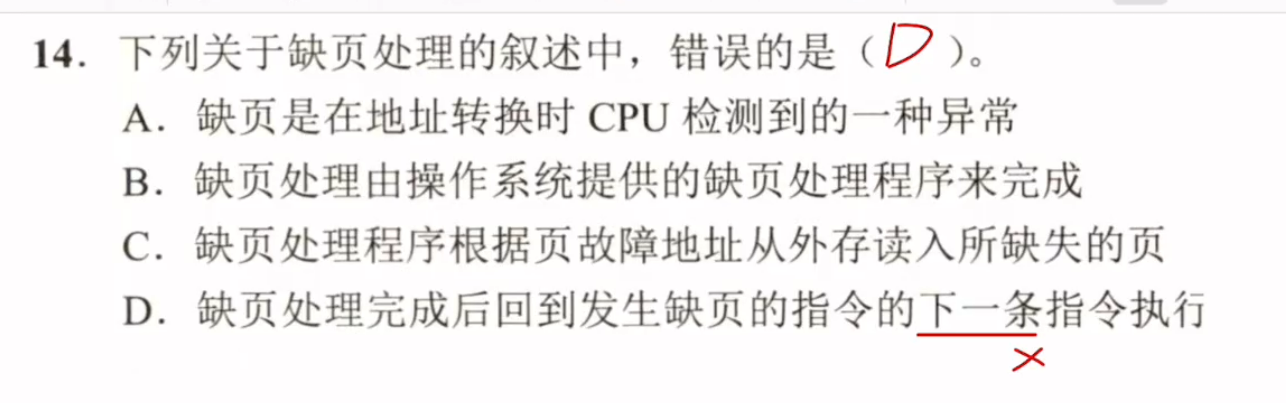 14. 下列关于缺页处理的叙述中，错误的是（D）。
A. 缺页是在地址转换时 CPU 检测到的一种异常
B. 缺页处理由操作系统提供的缺页处理程序来完成
C. 缺页处理程序根据页故障地址从外存读入所缺失的页
D. 缺页处理完成后回到发生缺页的指令的下一条指令执行
×